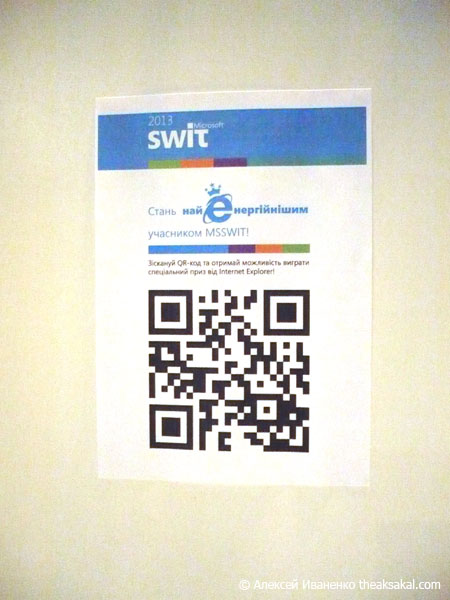 2013
Microsoft
swit
Стань найенергійнішим
учасником MSSWIT!
Зіскануй QR-код та отримай можливість виграти
спеціальний приз від Internet Explorer!
© Алексей Иваненко theaksakal.com